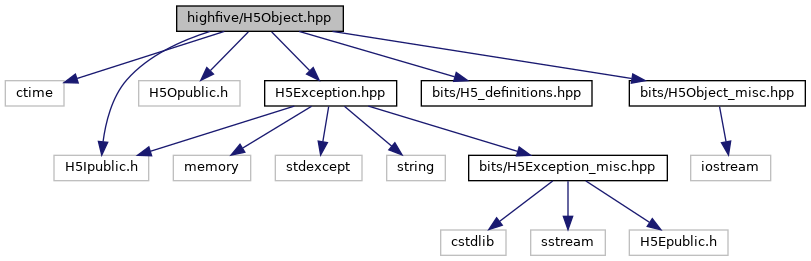 highfive/H5Object.hpp
ctime
H5Opublic.h
H5Exception.hpp
bits/H5_definitions.hpp
bits/H5Object_misc.hpp
H5Ipublic.h
memory
stdexcept
string
bits/H5Exception_misc.hpp
iostream
cstdlib
sstream
H5Epublic.h